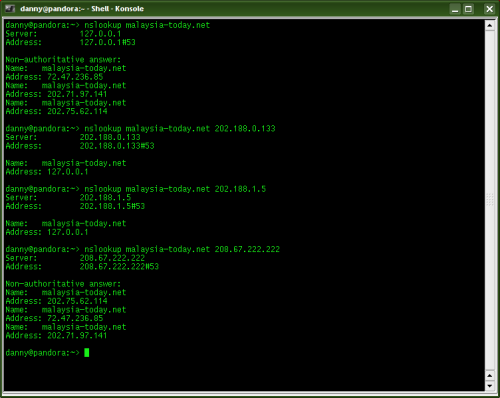 danny@pandora:~ - Shell - Konsole
danny@pandora:~> nslookup malaysia-today.net
Server: 127.0.0.1
Address: 127.0.0.1#53
Non-authoritative answer:
Name: malaysia-today.net
Address: 72.47.236.85
Name: malaysia-today.net
Address: 202.71.97.141
Name: malaysia-today.net
Address: 202.75.62.114
danny@pandora:~> nslookup malaysia-today.net 202.188.0.133
Server: 202.188.0.133
Address: 202.188.0.133#53
Name: malaysia-today.net
Address: 127.0.0.1
danny@pandora:~> nslookup malaysia-today.net 202.188.1.5
Server: 202.188.1.5
Address: 202.188.1.5#53
Name: malaysia-today.net
Address: 127.0.0.1
danny@pandora:~> nslookup malaysia-today.net 208.67.222.222
Server: 208.67.222.222
Address: 208.67.222.222#53
Non-authoritative answer:
Name: malaysia-today.net
Address: 202.75.62.114
Name: malaysia-today.net
Address: 72.47.236.85
Name: malaysia-today.net
Address: 202.71.97.141
danny@pandora:~>